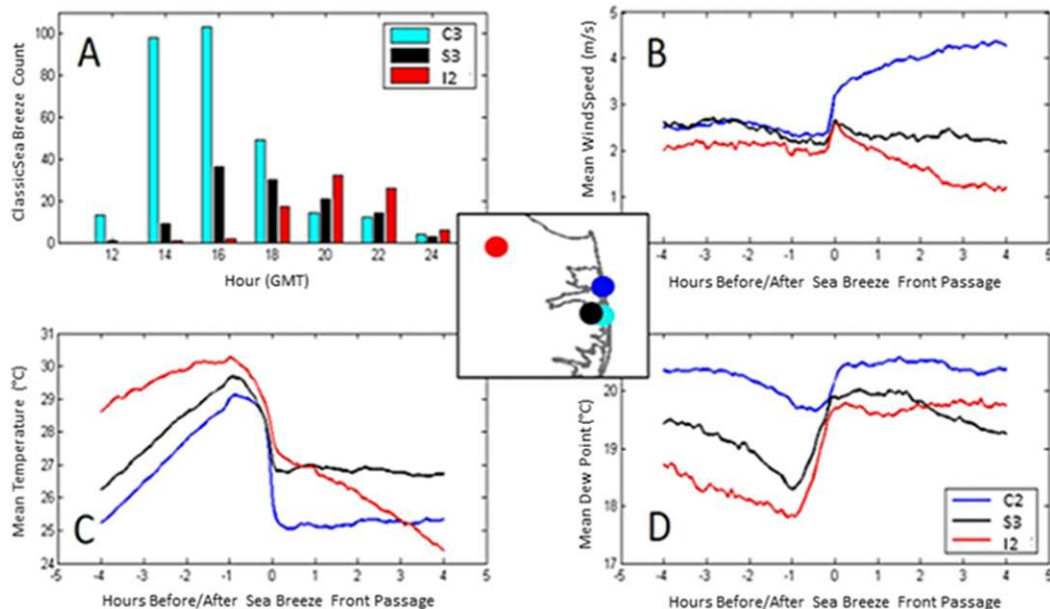 A
C3
S3
I2
ClassicSea Breeze Count
100
80
60
40
20
0
12 14 16 18 20 22 24
Hour (GMT)
B
Mean WindSpeed (m/s)
5
4
3
2
1
-4 -3 -2 -1 0 1 2 3 4 5
Hours Before/After Sea Breeze Front Passage
C
Mean Temperature (°C)
31
30
29
28
27
26
25
24
-5 -4 -3 -2 -1 0 1 2 3 4 5
Hours Before/After Sea Breeze Front Passage
D
Mean Dew Point (°C)
20
19
18
17
C2
S3
I2
-5 -4 -3 -2 -1 0 1 2 3 4 5
Hours Before/After Sea Breeze Front Passage